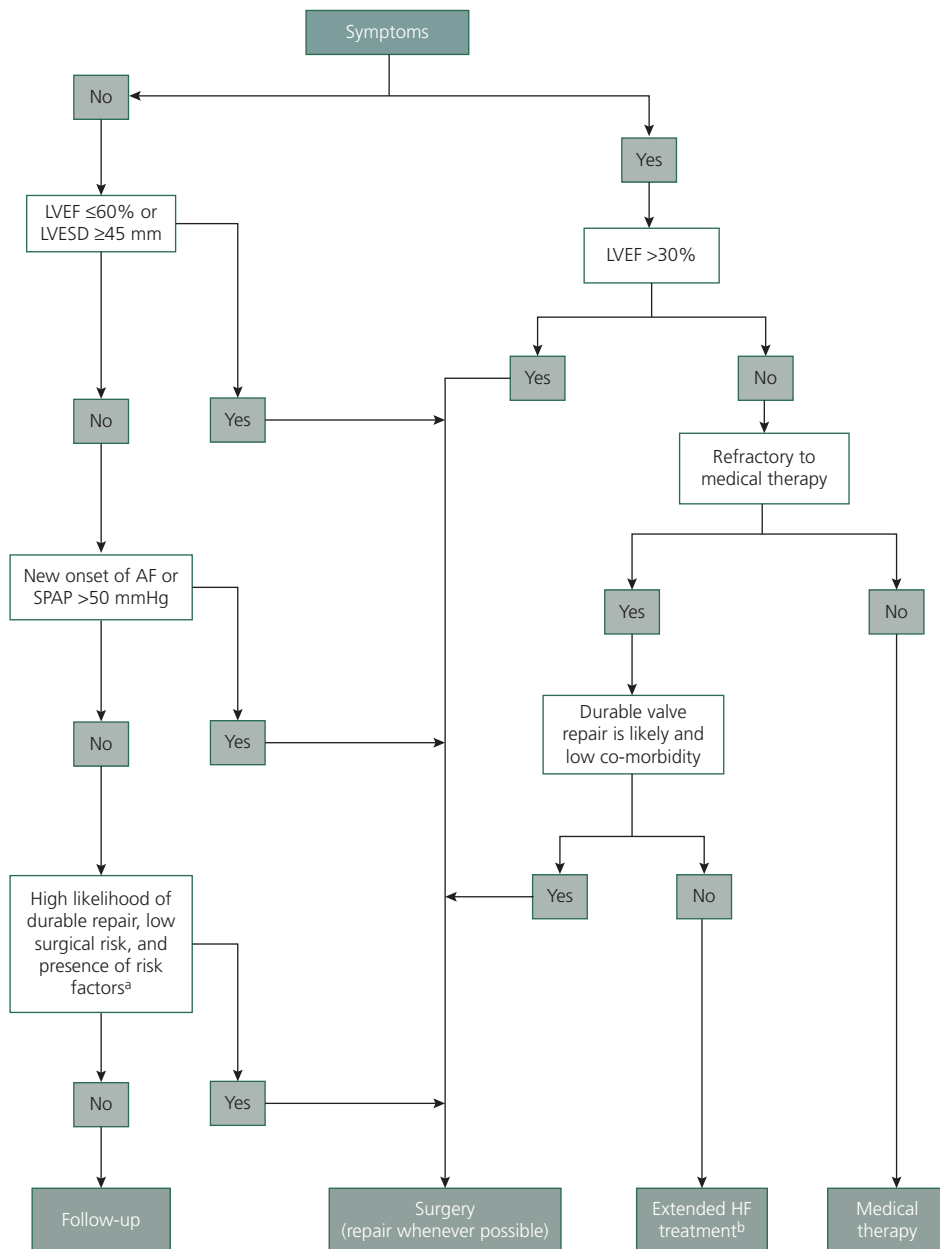 Symptoms
No
Yes
LVEF ≤60% or
LVESD ≥45 mm
LVEF >30%
Yes
No
No
Yes
Refractory to
medical therapy
New onset of AF or
SPAP >50 mmHg
Yes
No
No
Yes
Durable valve
repair is likely and
low co-morbidity
High likelihood of
durable repair, low
surgical risk, and
presence of risk
factorsa
Yes
No
No
Yes
Follow-up
Surgery
(repair whenever possible)
Extended HF
treatmentb
Medical
therapy